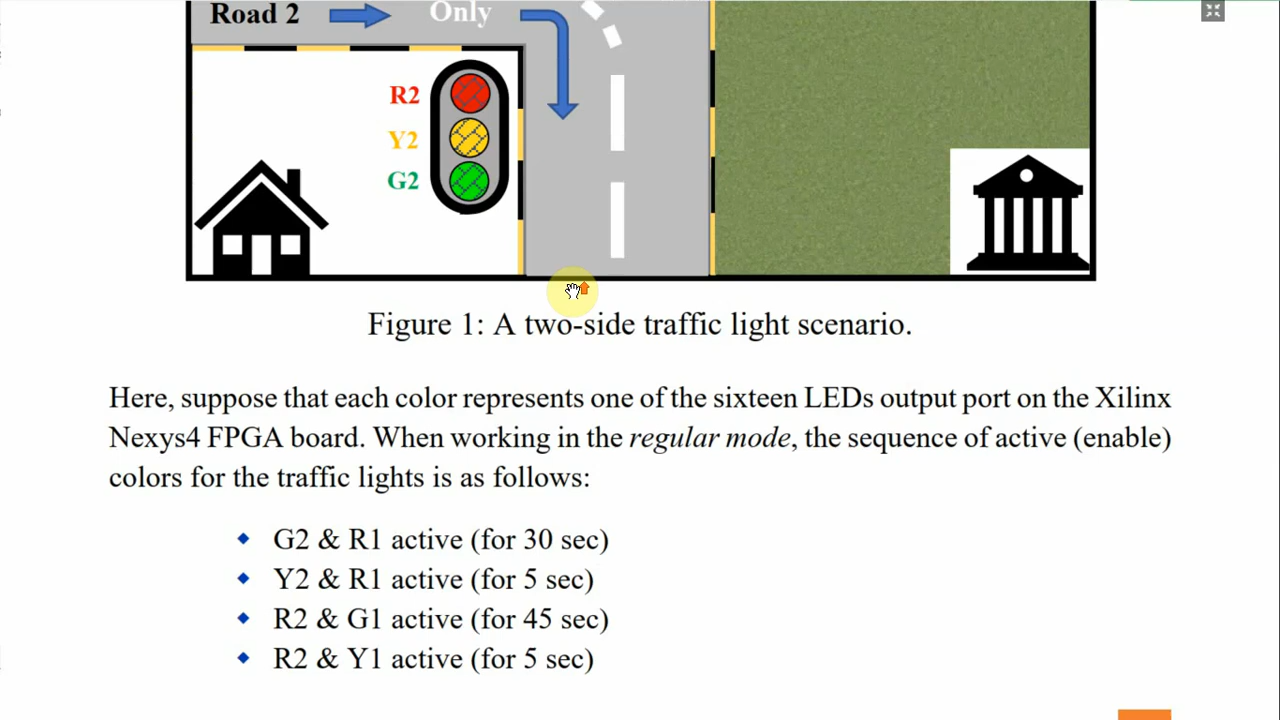 Road 2
Only
R2
Y2
G2
Figure 1: A two-side traffic light scenario.
Here, suppose that each color represents one of the sixteen LEDs output port on the Xilinx
Nexys4 FPGA board. When working in the regular mode, the sequence of active (enable)
colors for the traffic lights is as follows:
G2 & R1 active (for 30 sec)
Y2 & R1 active (for 5 sec)
R2 & G1 active (for 45 sec)
R2 & Y1 active (for 5 sec)